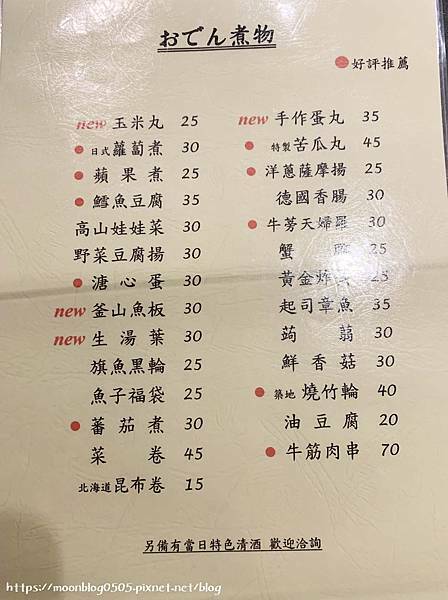 おでん煮物
●好評推薦
new 玉米丸 25
●日式蘿蔔煮 30
●蘋果煮 25
●鱈魚豆腐 35
高山娃娃菜 30
野菜豆腐揚 30
●溏心蛋 30
new 釜山魚板 30
new 生湯葉 30
旗魚黑輪 25
魚子福袋 25
●蕃茄煮 30
菜卷 45
北海道昆布卷 15
new 手作蛋丸 35
●特製苦瓜丸 45
●洋蔥薩摩揚 25
德國香腸 30
●牛蒡天婦羅 30
蟹 25
黃金炸 25
起司章魚 35
蒟蒻 30
鮮香菇 30
●築地燒竹輪 40
油豆腐 20
●牛筋肉串 70
另備有當日特色清酒 歡迎洽詢
https://moonblog0505.pixnet.net/blog